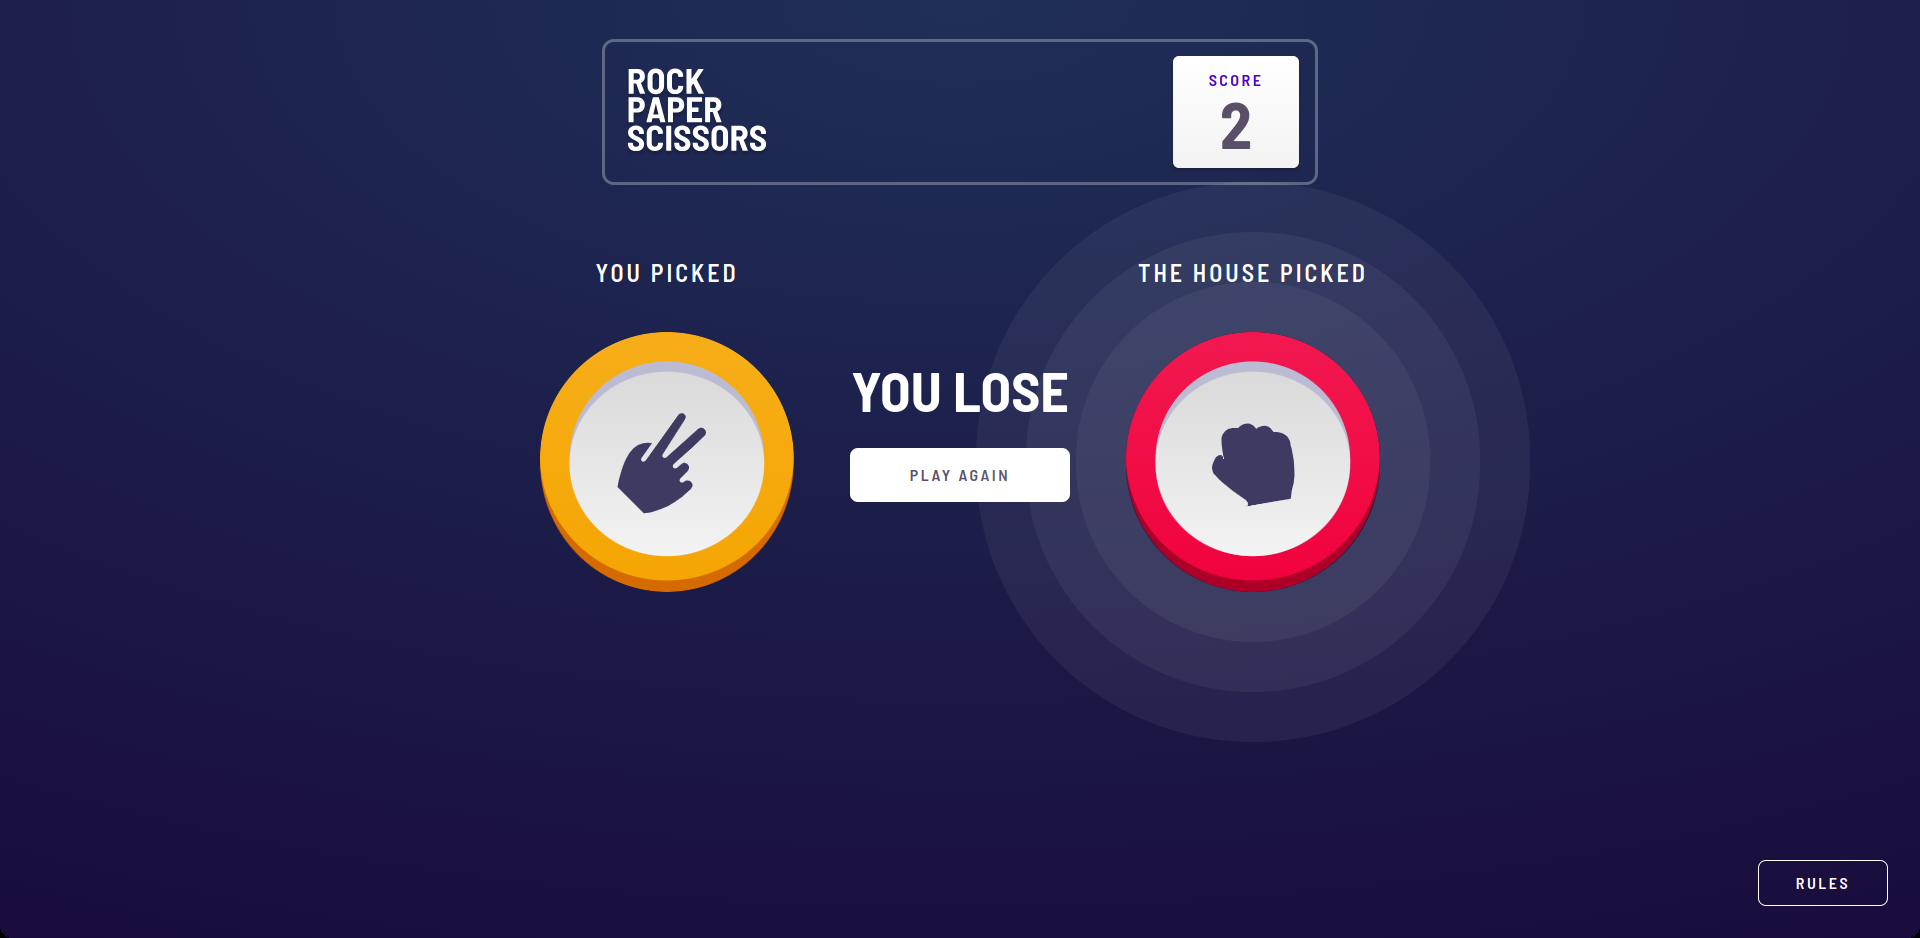 ROCK
PAPER
SCISSORS
SCORE
2
YOU PICKED
THE HOUSE PICKED
YOU LOSE
PLAY AGAIN
RULES